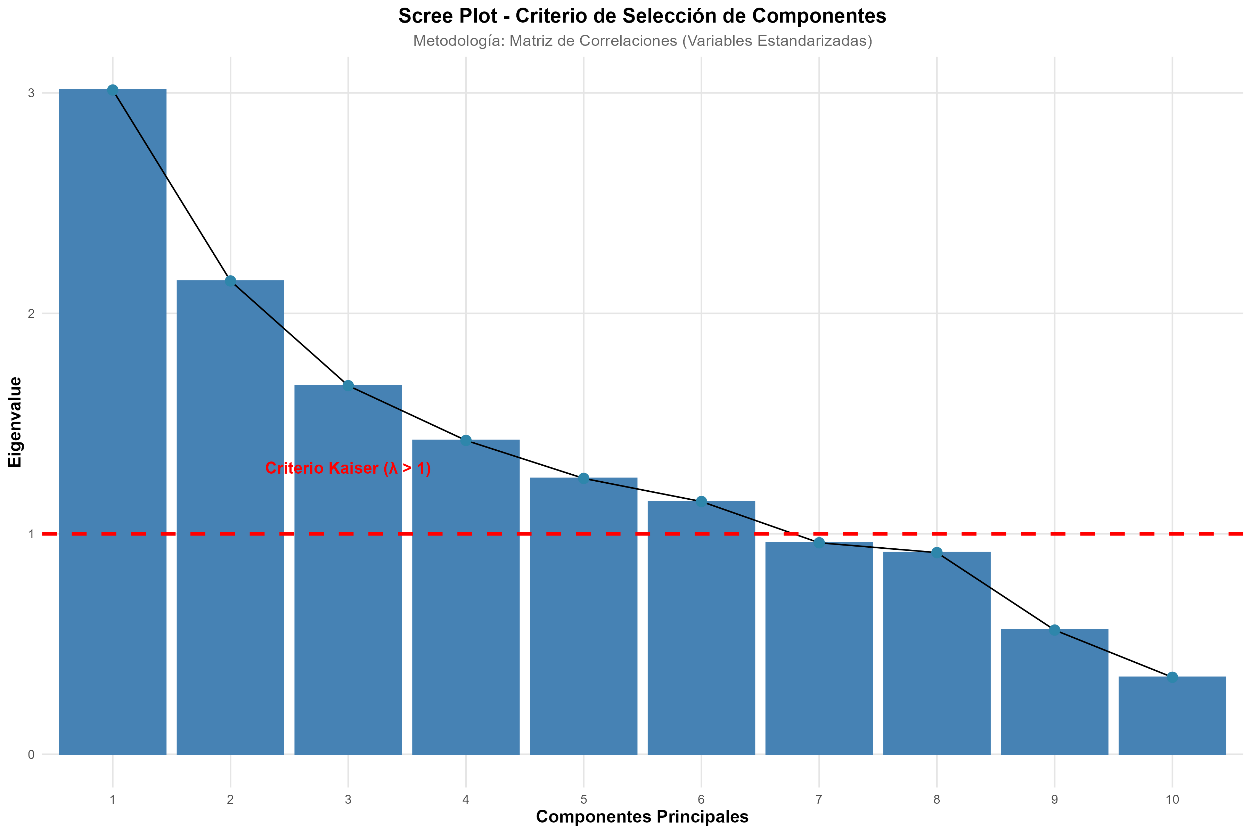 Scree Plot - Criterio de Selección de Componentes
Metodología: Matriz de Correlaciones (Variables Estandarizadas)
3
2
1
0
Eigenvalue
Criterio Kaiser (λ > 1)
1 2 3 4 5 6 7 8 9 10
Componentes Principales